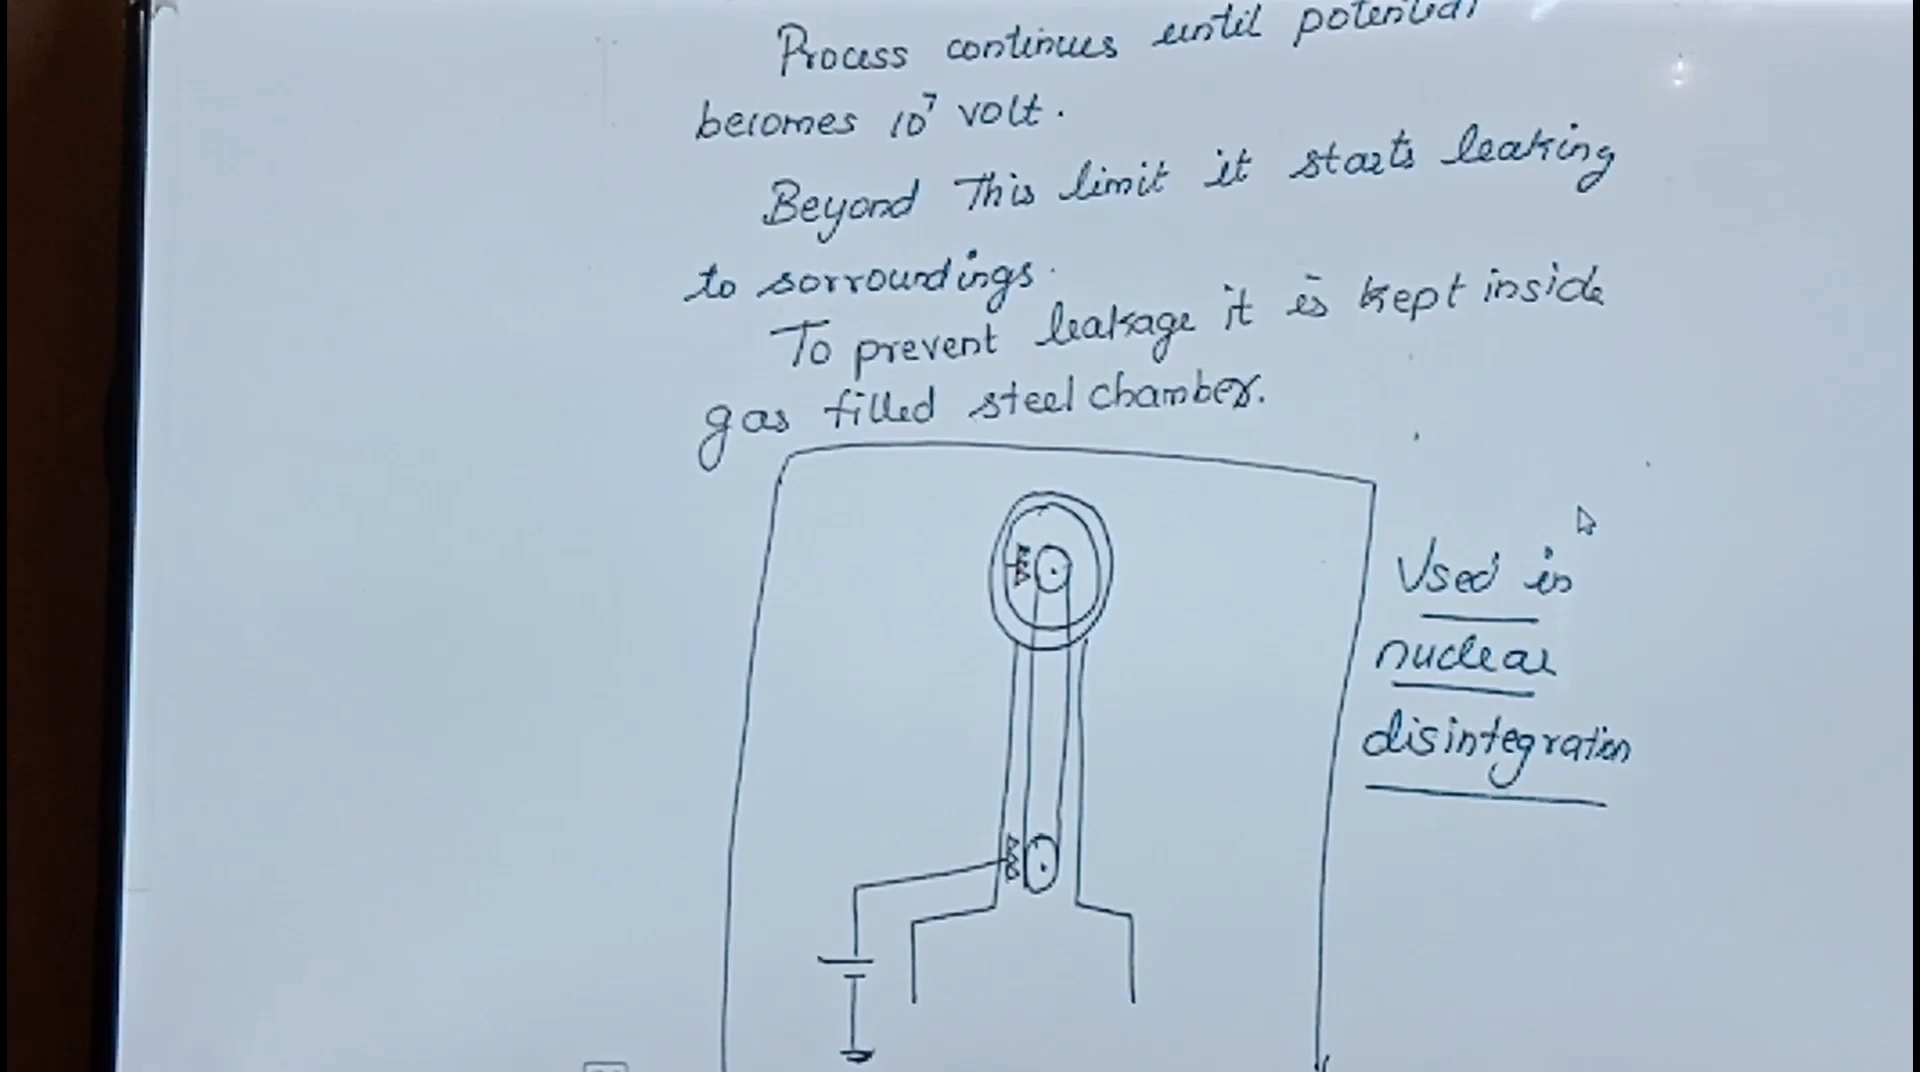 Process continues until potential
becomes 10⁷ volt.
Beyond This limit it starts leaking
to sorroundings.
To prevent leakage it is kept inside
gas filled steel chamber.
Used in
nuclear
disintegration